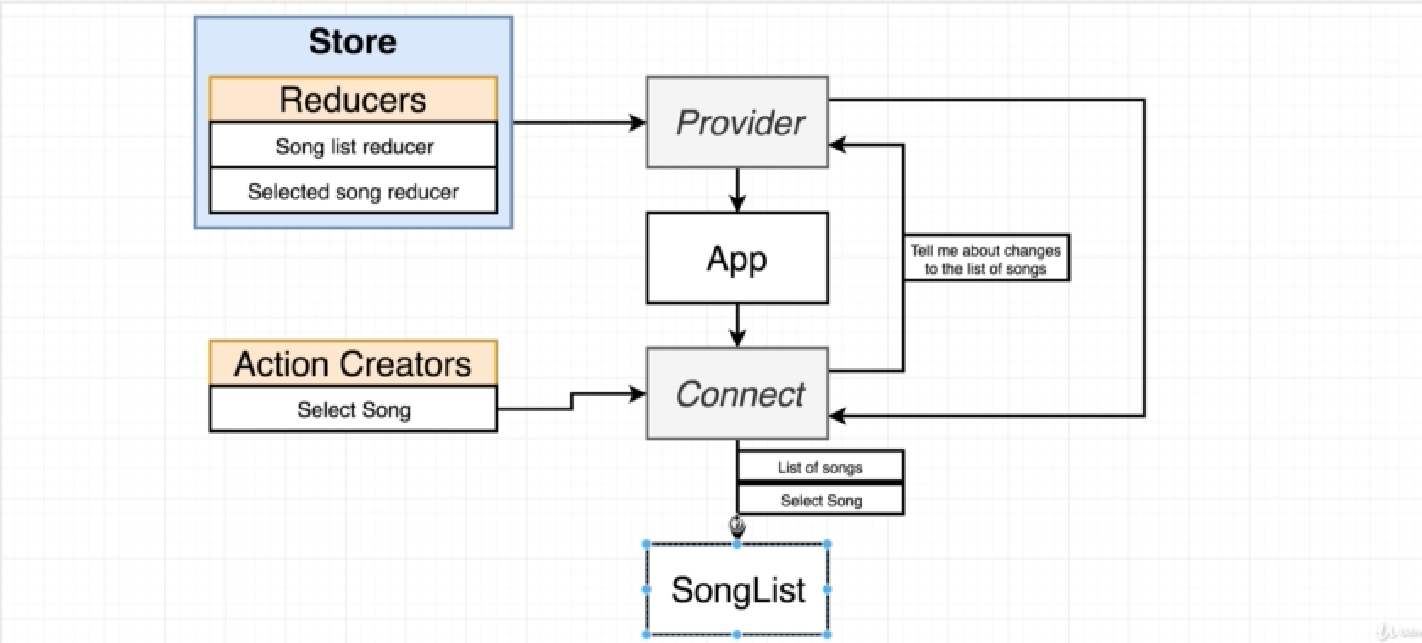 Store
Reducers
Song list reducer
Selected song reducer
Provider
App
Tell me about changes
to the list of songs
Action Creators
Select Song
Connect
List of songs
Select Song
SongList